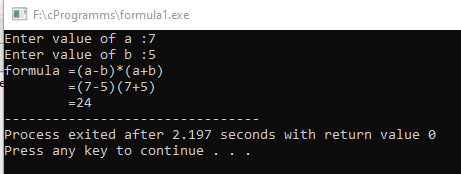 F:\cProgramms\formula1.exe
Enter value of a :7
Enter value of b :5
formula =(a-b)*(a+b)
        =(7-5)(7+5)
        =24
--------------------------------
Process exited after 2.197 seconds with return value 0
Press any key to continue . . .